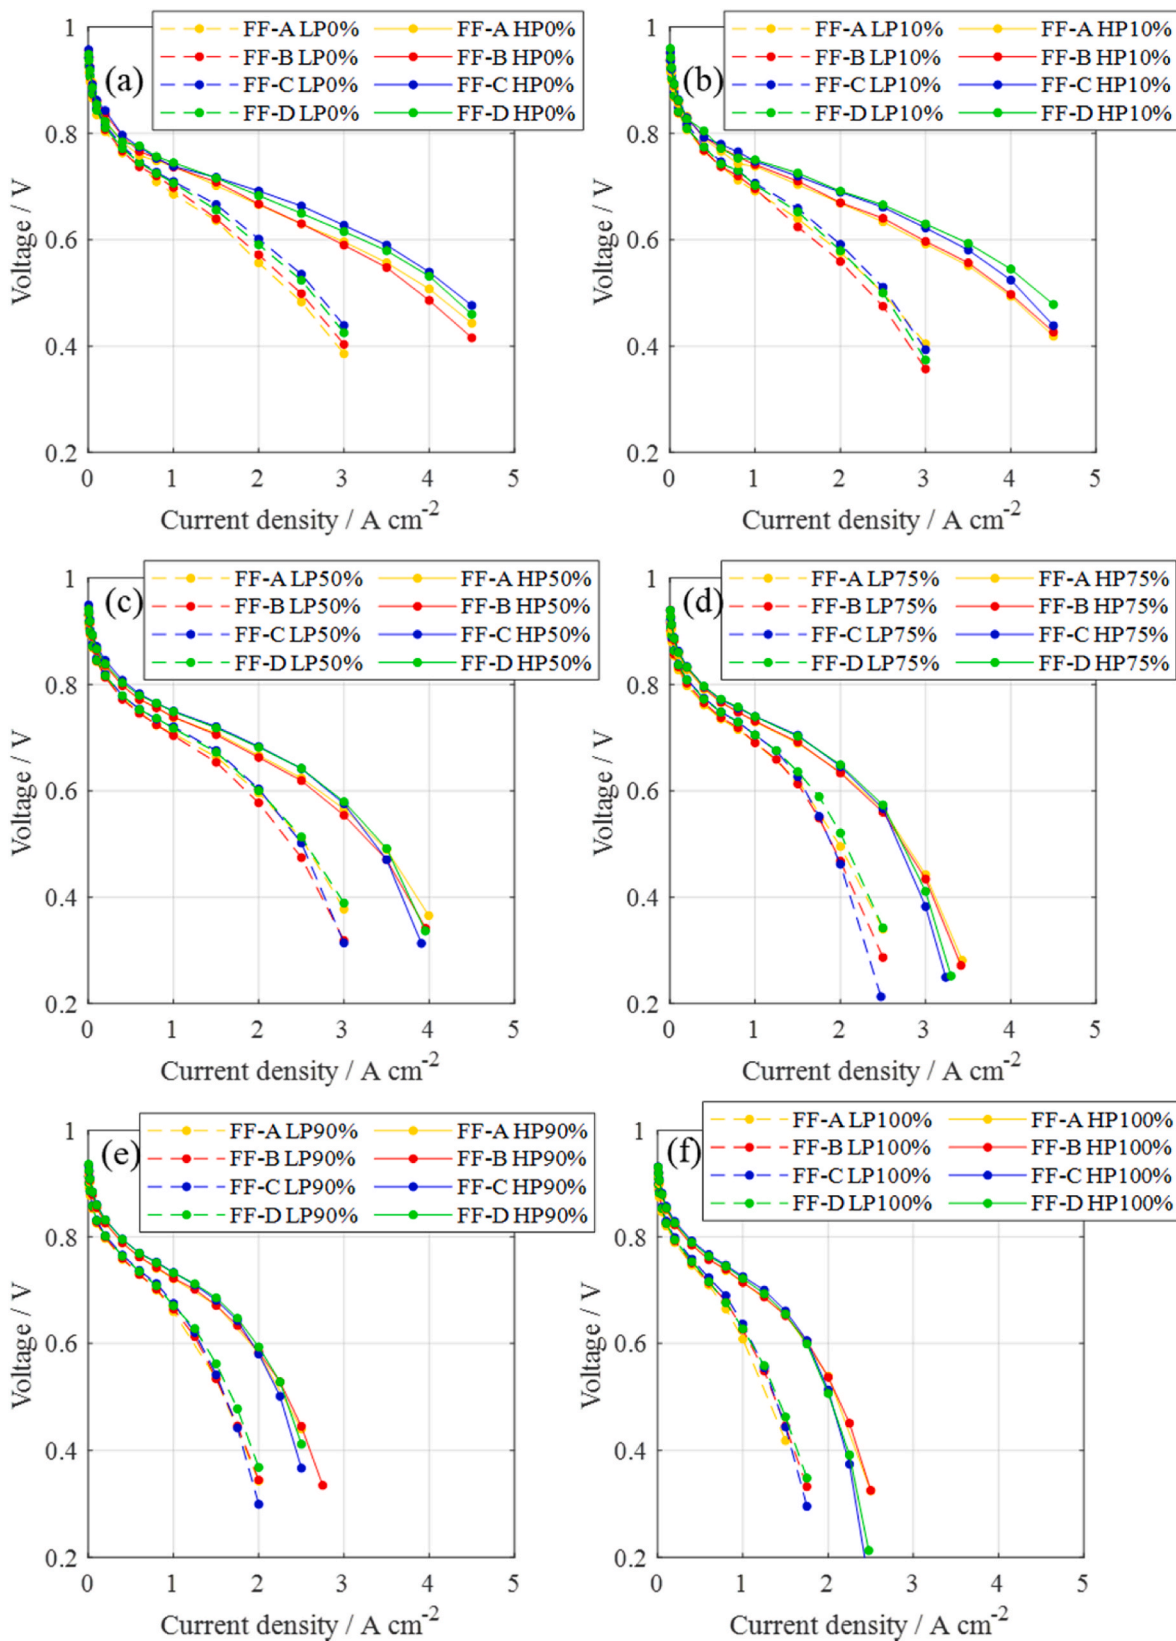 (a)
FF-A LP0% FF-A HP0%
FF-B LP0% FF-B HP0%
FF-C LP0% FF-C HP0%
FF-D LP0% FF-D HP0%
1
0.8
0.6
0.4
0.2
Voltage / V
0 1 2 3 4 5
Current density / A cm-2
(b)
FF-A LP10% FF-A HP10%
FF-B LP10% FF-B HP10%
FF-C LP10% FF-C HP10%
FF-D LP10% FF-D HP10%
1
0.8
0.6
0.4
0.2
Voltage / V
0 1 2 3 4 5
Current density / A cm-2
(c)
FF-A LP50% FF-A HP50%
FF-B LP50% FF-B HP50%
FF-C LP50% FF-C HP50%
FF-D LP50% FF-D HP50%
1
0.8
0.6
0.4
0.2
Voltage / V
0 1 2 3 4 5
Current density / A cm-2
(d)
FF-A LP75% FF-A HP75%
FF-B LP75% FF-B HP75%
FF-C LP75% FF-C HP75%
FF-D LP75% FF-D HP75%
1
0.8
0.6
0.4
0.2
Voltage / V
0 1 2 3 4 5
Current density / A cm-2
(e)
FF-A LP90% FF-A HP90%
FF-B LP90% FF-B HP90%
FF-C LP90% FF-C HP90%
FF-D LP90% FF-D HP90%
1
0.8
0.6
0.4
0.2
Voltage / V
0 1 2 3 4 5
Current density / A cm-2
(f)
FF-A LP100% FF-A HP100%
FF-B LP100% FF-B HP100%
FF-C LP100% FF-C HP100%
FF-D LP100% FF-D HP100%
1
0.8
0.6
0.4
0.2
Voltage / V
0 1 2 3 4 5
Current density / A cm-2